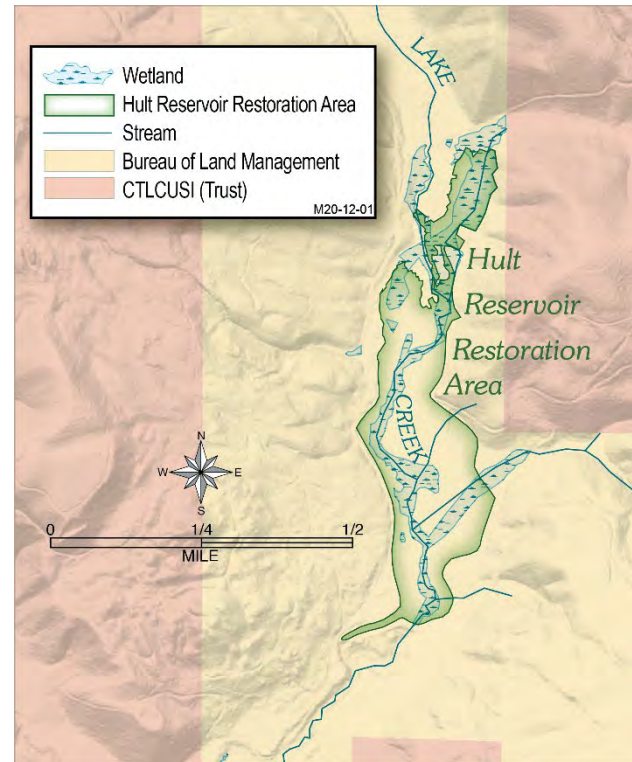 Wetland
Hult Reservoir Restoration Area
Stream
Bureau of Land Management
CTLCUSI (Trust)
M20-12-01
LAKE
Hult
Reservoir
Restoration
Area
CREEK
N
W E
S
0 1/4 1/2
MILE